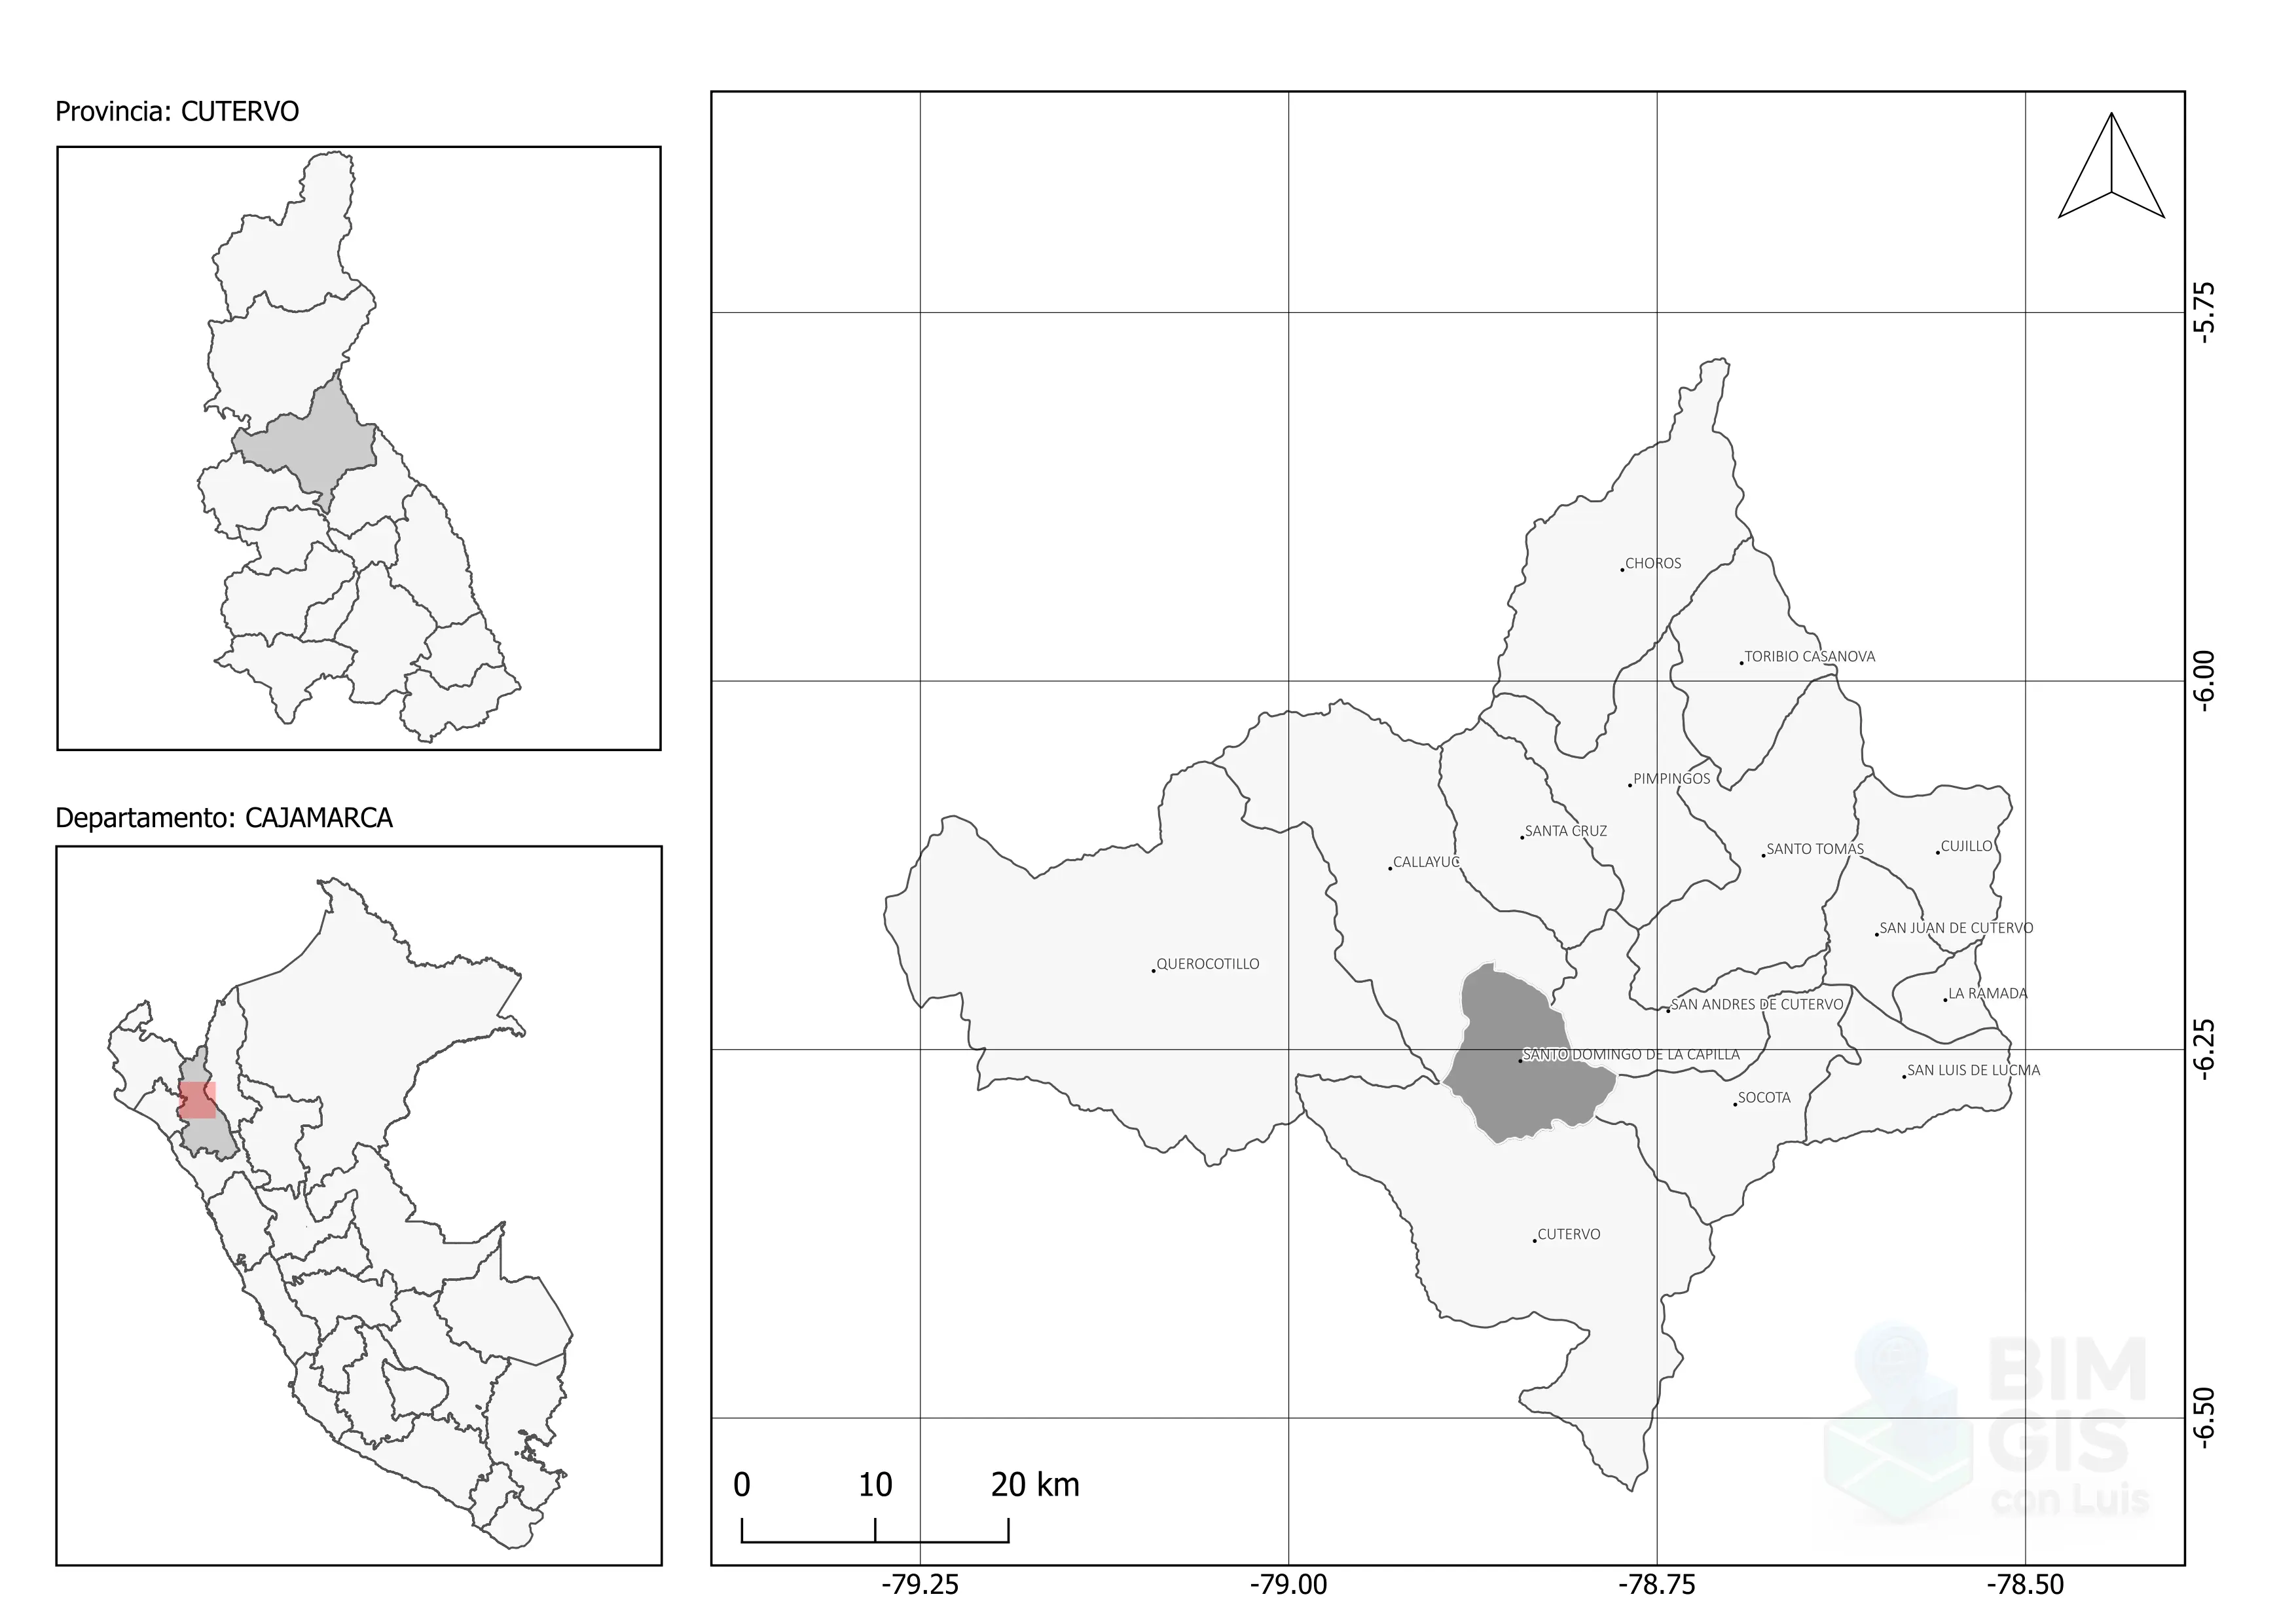 Provincia: CUTERVO
Departamento: CAJAMARCA
CHOROS
TORIBIO CASANOVA
PIMPINGOS
SANTA CRUZ
SANTO TOMAS
CUJILLO
CALLAYUC
SAN JUAN DE CUTERVO
QUEROCOTILLO
LA RAMADA
SAN ANDRES DE CUTERVO
SANTO DOMINGO DE LA CAPILLA
SAN LUIS DE LUCMA
SOCOTA
CUTERVO
-5.75
-6.00
-6.25
-6.50
BIM
GIS
con Luis
0 10 20 km
-79.25 -79.00 -78.75 -78.50